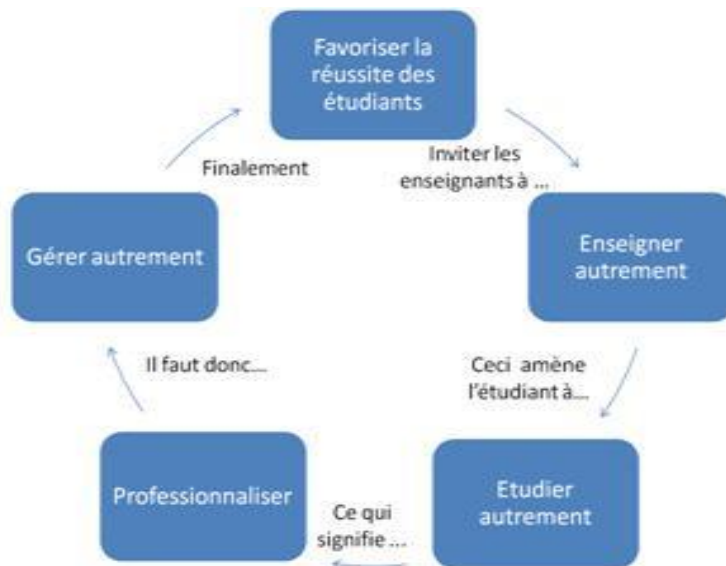 Favoriser la
réussite des
étudiants
Inviter les
enseignants à ...
Enseigner
autrement
Ceci amène
l'étudiant à...
Etudier
autrement
Ce qui
signifie ...
Professionnaliser
Il faut donc...
Gérer autrement
Finalement